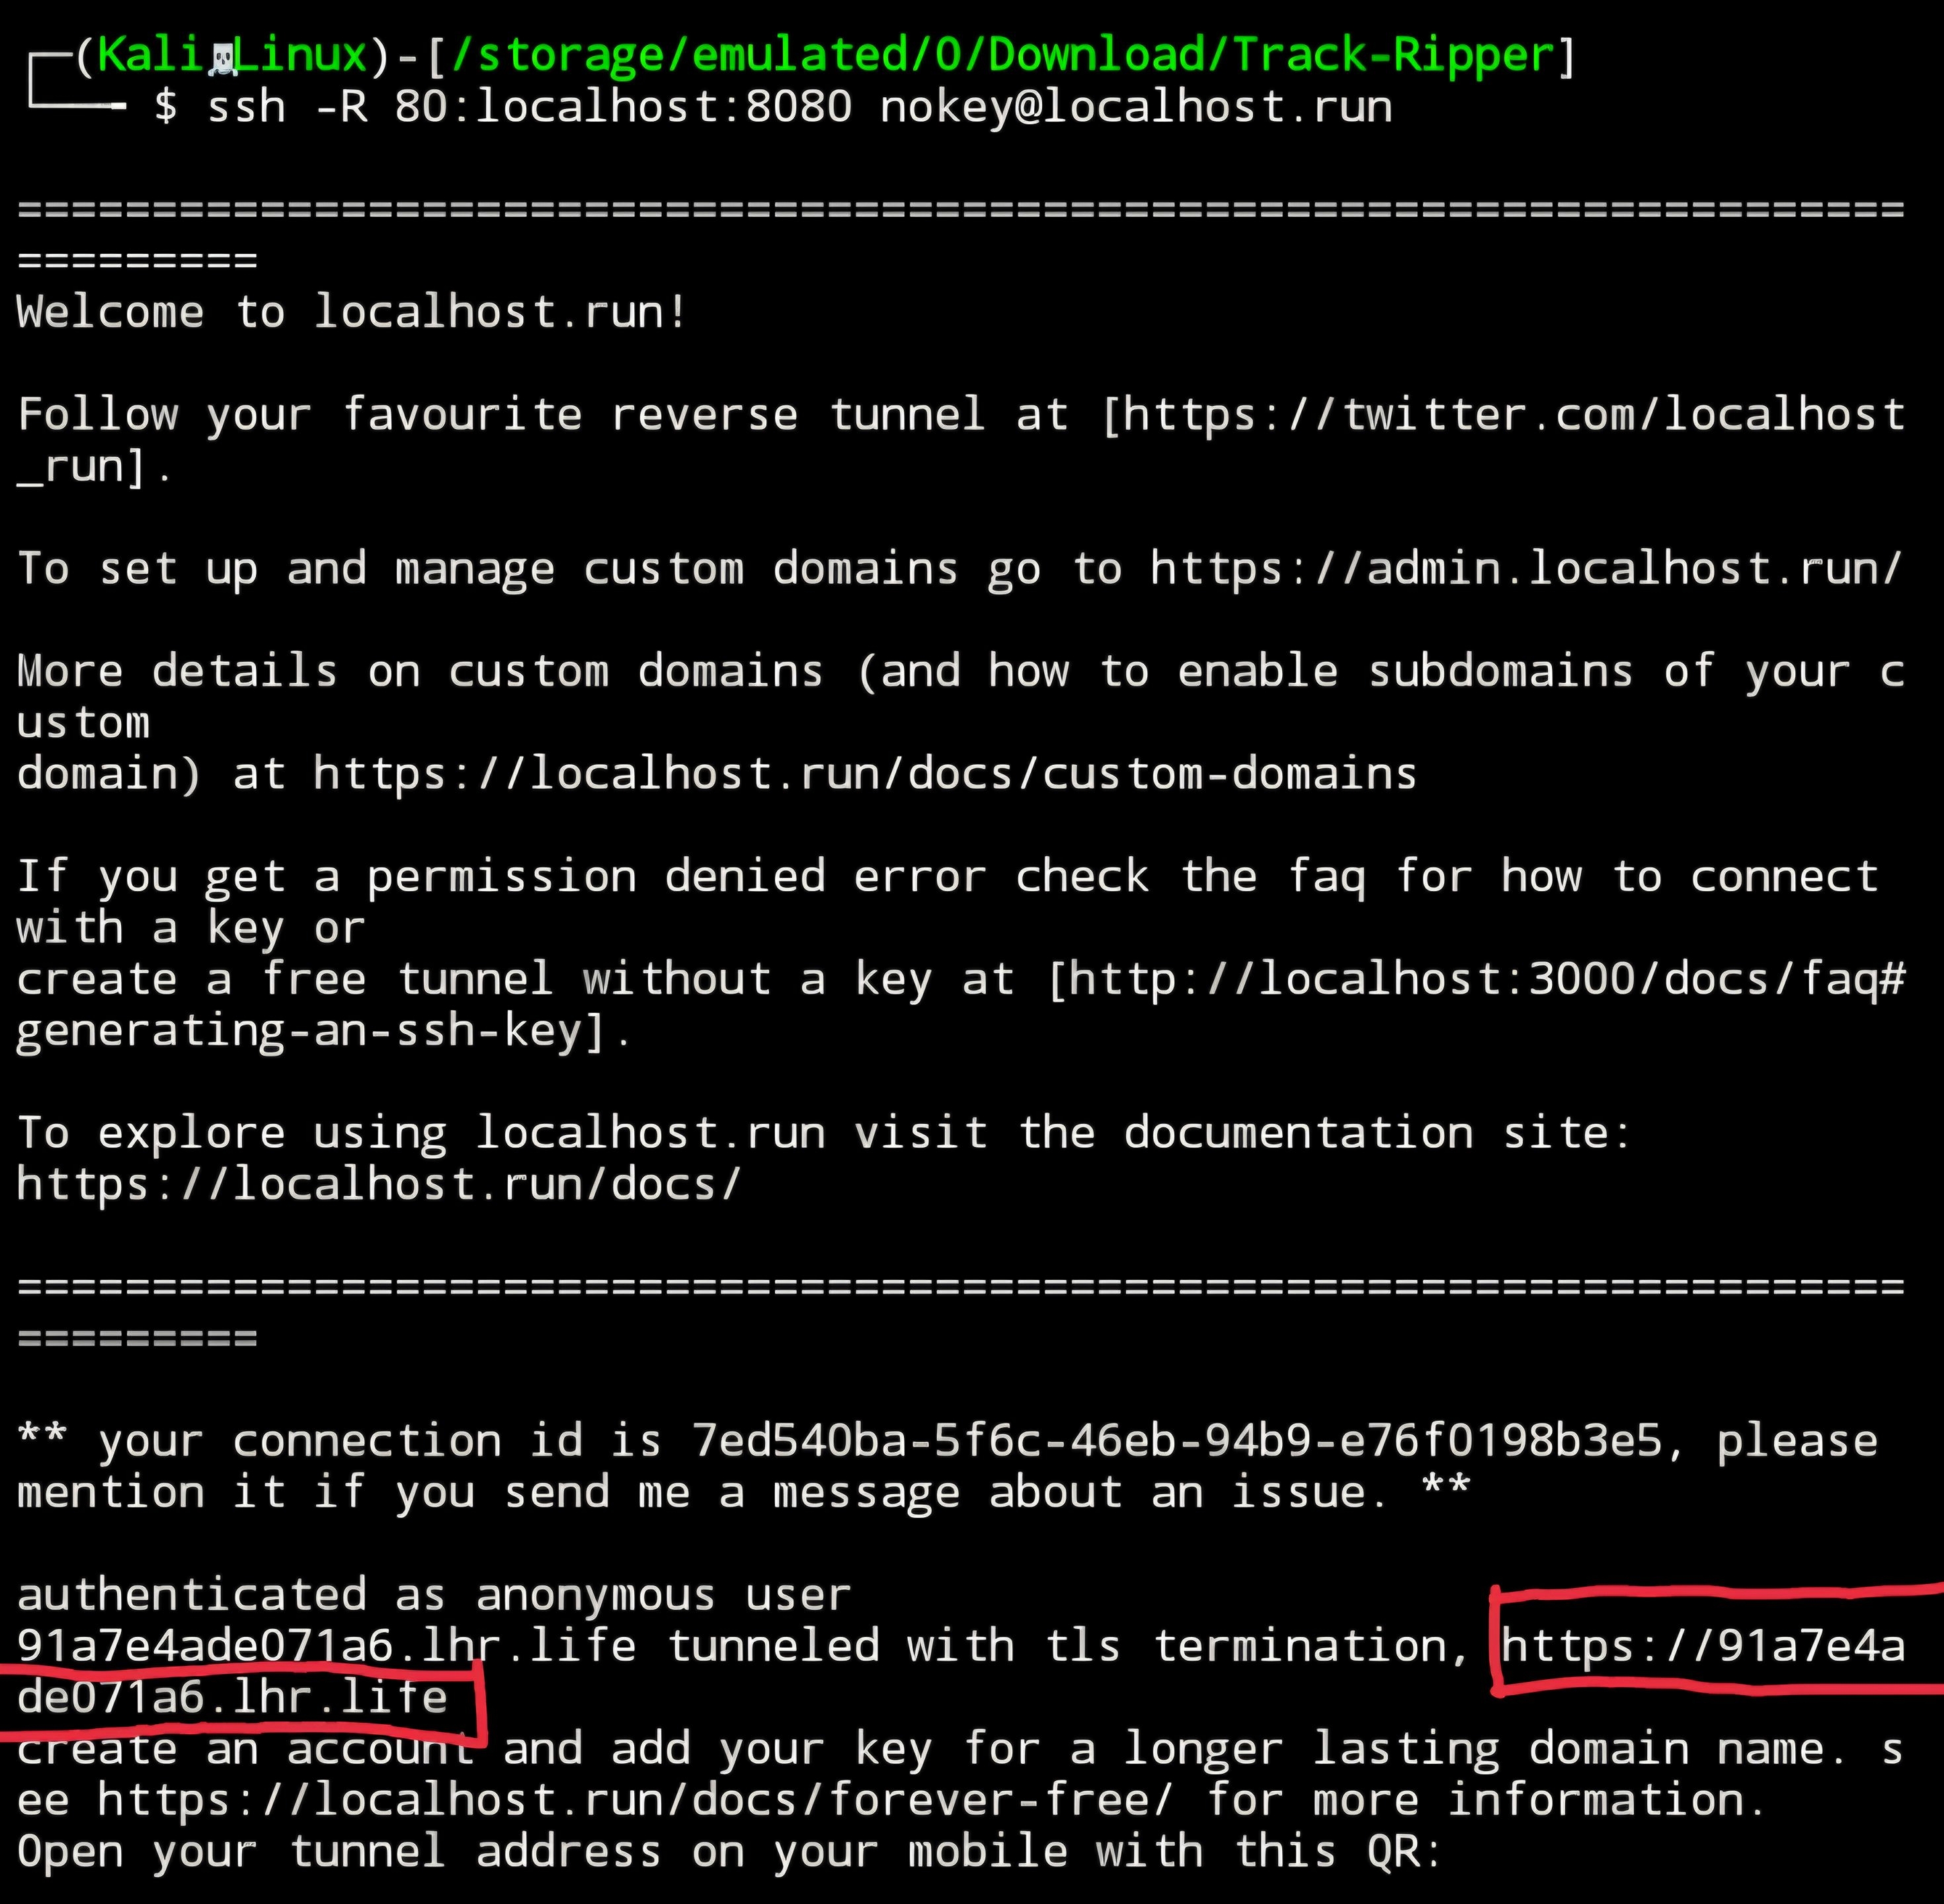 (Kali☠Linux)-[/storage/emulated/0/Download/Track-Ripper]
$ ssh -R 80:localhost:8080 nokey@localhost.run
======================================================================
=========
Welcome to localhost.run!
Follow your favourite reverse tunnel at [https://twitter.com/localhost
_run].
To set up and manage custom domains go to https://admin.localhost.run/
More details on custom domains (and how to enable subdomains of your c
ustom
domain) at https://localhost.run/docs/custom-domains
If you get a permission denied error check the faq for how to connect
with a key or
create a free tunnel without a key at [http://localhost:3000/docs/faq#
generating-an-ssh-key].
To explore using localhost.run visit the documentation site:
https://localhost.run/docs/
======================================================================
=========
** your connection id is 7ed540ba-5f6c-46eb-94b9-e76f0198b3e5, please
mention it if you send me a message about an issue. **
authenticated as anonymous user
91a7e4ade071a6.lhr.life tunneled with tls termination, https://91a7e4a
de071a6.lhr.life
create an account and add your key for a longer lasting domain name. s
ee https://localhost.run/docs/forever-free/ for more information.
Open your tunnel address on your mobile with this QR: